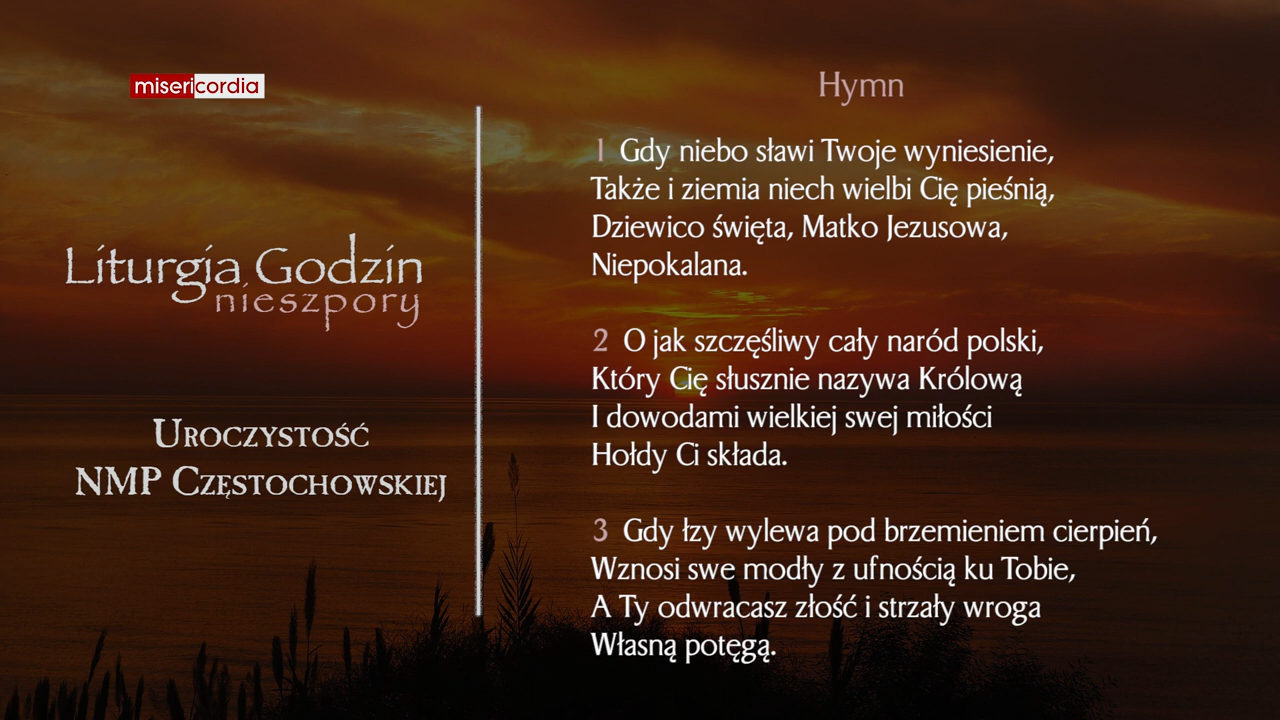 misericordia
Liturgia Godzin
nieszpory
Uroczystość
NMP Częstochowskiej
Hymn
1 Gdy niebo sławi Twoje wyniesienie,
Także i ziemia niech wielbi Cię pieśnią,
Dziewico święta, Matko Jezusowa,
Niepokalana.
2 O jak szczęśliwy cały naród polski,
Który Cię słusznie nazywa Królową
I dowodami wielkiej swej miłości
Hołdy Ci składa.
3 Gdy łzy wylewa pod brzemieniem cierpień,
Wznosi swe modły z ufnością ku Tobie,
A Ty odwracasz złość i strzały wroga
Własną potęgą.